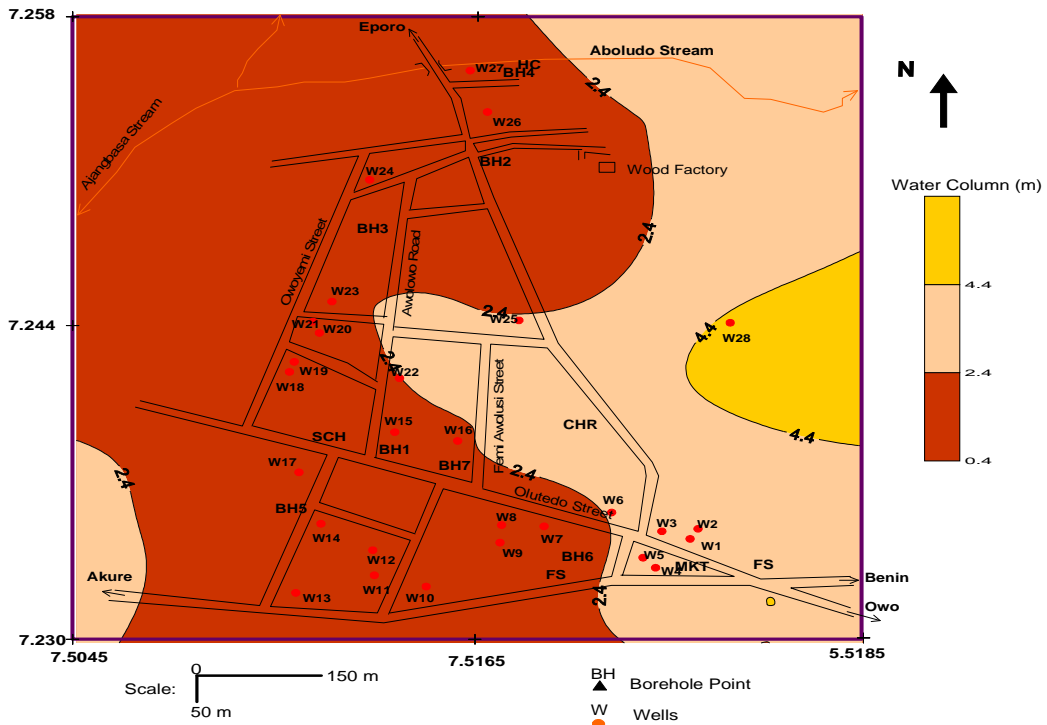 7.258
Eporo
Aboludo Stream
W27
HC
BH4
2.4
N
W26
Ajangbasa Stream
BH2
Wood Factory
W24
Water Column (m)
BH3
2.4
Owoyemi Street
Awolowo Road
4.4
W23
2.4
W25
W21
W20
7.244
4.4
W28
2.4
W19
W22
W18
2.4
0.4
Femi Awolusi Street
CHR
W15
W16
SCH
BH1
4.4
BH7
W17
2.4
2.4
Olutedo Street
W6
BH5
W8
W3
W2
W14
W7
W1
W9
W12
BH6
W5
W4
MKT
FS
Akure
W11
FS
Benin
W13
W10
2.4
Owo
7.230
7.5045
7.5165
5.5185
0
150 m
Scale:
50 m
BH
Borehole Point
W
Wells